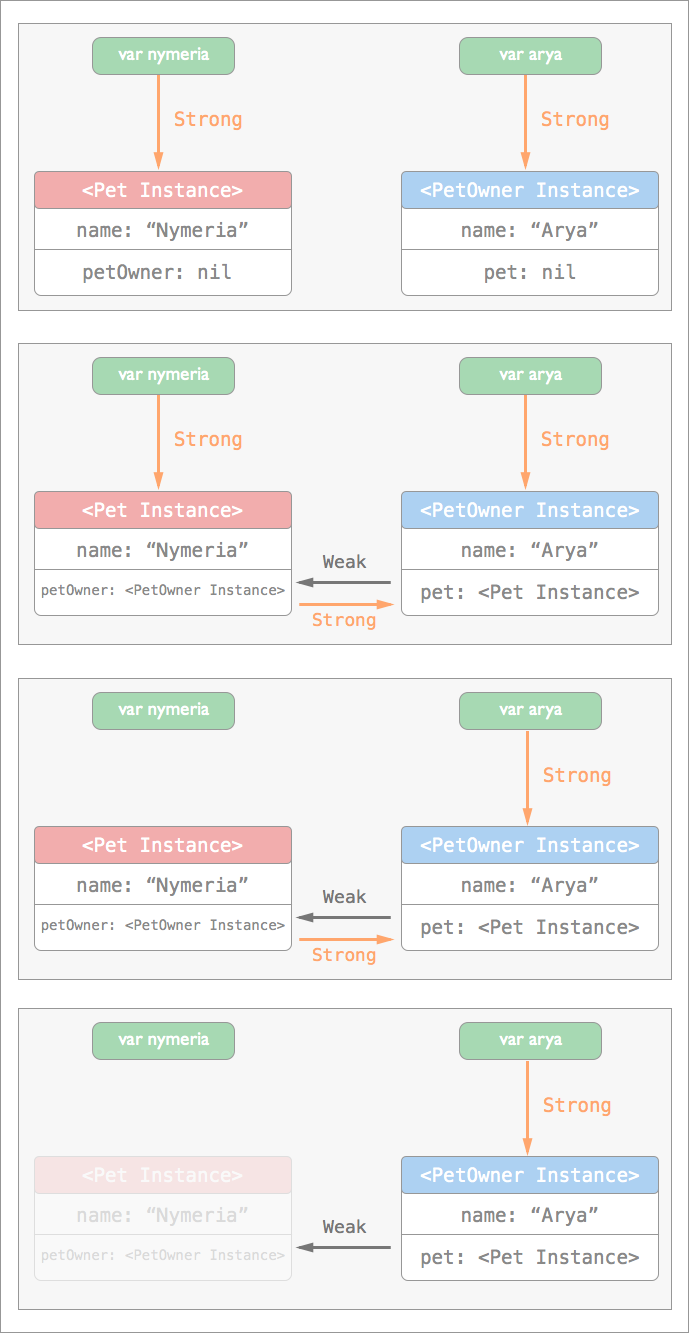 var nymeria
var arya
Strong
Strong
<Pet Instance>
<PetOwner Instance>
name: “Nymeria”
name: “Arya”
petOwner: nil
pet: nil
var nymeria
var arya
Strong
Strong
<Pet Instance>
<PetOwner Instance>
name: “Nymeria”
Weak
name: “Arya”
petOwner: <PetOwner Instance>
pet: <Pet Instance>
Strong
var nymeria
var arya
Strong
<Pet Instance>
<PetOwner Instance>
name: “Nymeria”
Weak
name: “Arya”
petOwner: <PetOwner Instance>
pet: <Pet Instance>
Strong
var nymeria
var arya
Strong
<Pet Instance>
<PetOwner Instance>
name: “Nymeria”
Weak
name: “Arya”
petOwner: <PetOwner Instance>
pet: <Pet Instance>